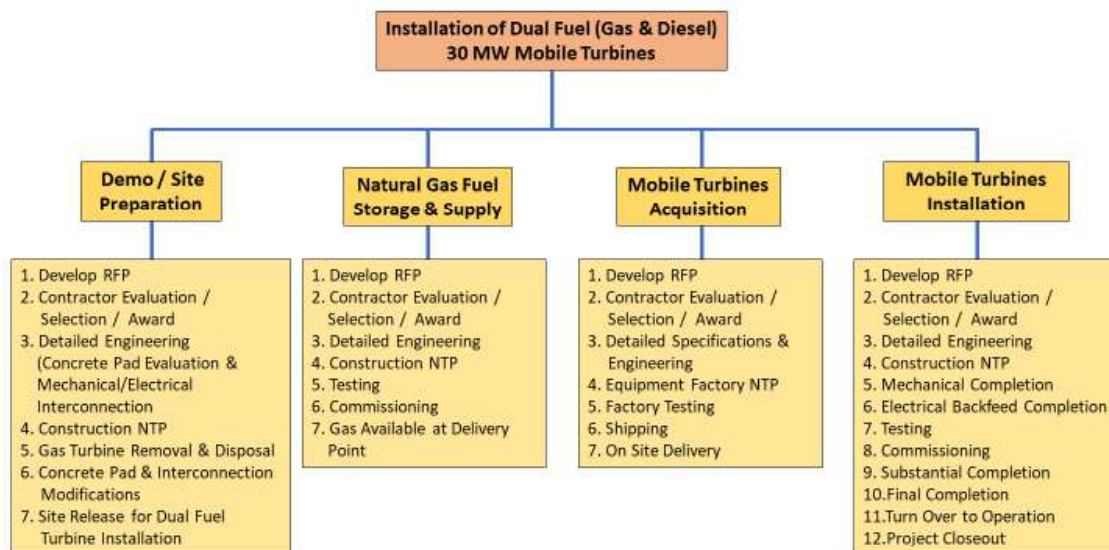 Installation of Dual Fuel (Gas & Diesel)
30 MW Mobile Turbines
Demo / Site
Preparation
1. Develop RFP
2. Contractor Evaluation /
Selection / Award
3. Detailed Engineering
(Concrete Pad Evaluation &
Mechanical/Electrical
Interconnection
4. Construction NTP
5. Gas Turbine Removal & Disposal
6. Concrete Pad & Interconnection
Modifications
7. Site Release for Dual Fuel
Turbine Installation
Natural Gas Fuel
Storage & Supply
1. Develop RFP
2. Contractor Evaluation /
Selection / Award
3. Detailed Engineering
4. Construction NTP
5. Testing
6. Commissioning
7. Gas Available at Delivery
Point
Mobile Turbines
Acquisition
1. Develop RFP
2. Contractor Evaluation /
Selection / Award
3. Detailed Specifications &
Engineering
4. Equipment Factory NTP
5. Factory Testing
6. Shipping
7. On Site Delivery
Mobile Turbines
Installation
1. Develop RFP
2. Contractor Evaluation /
Selection / Award
3. Detailed Engineering
4. Construction NTP
5. Mechanical Completion
6. Electrical Backfeed Completion
7. Testing
8. Commissioning
9. Substantial Completion
10.Final Completion
11.Turn Over to Operation
12.Project Closeout